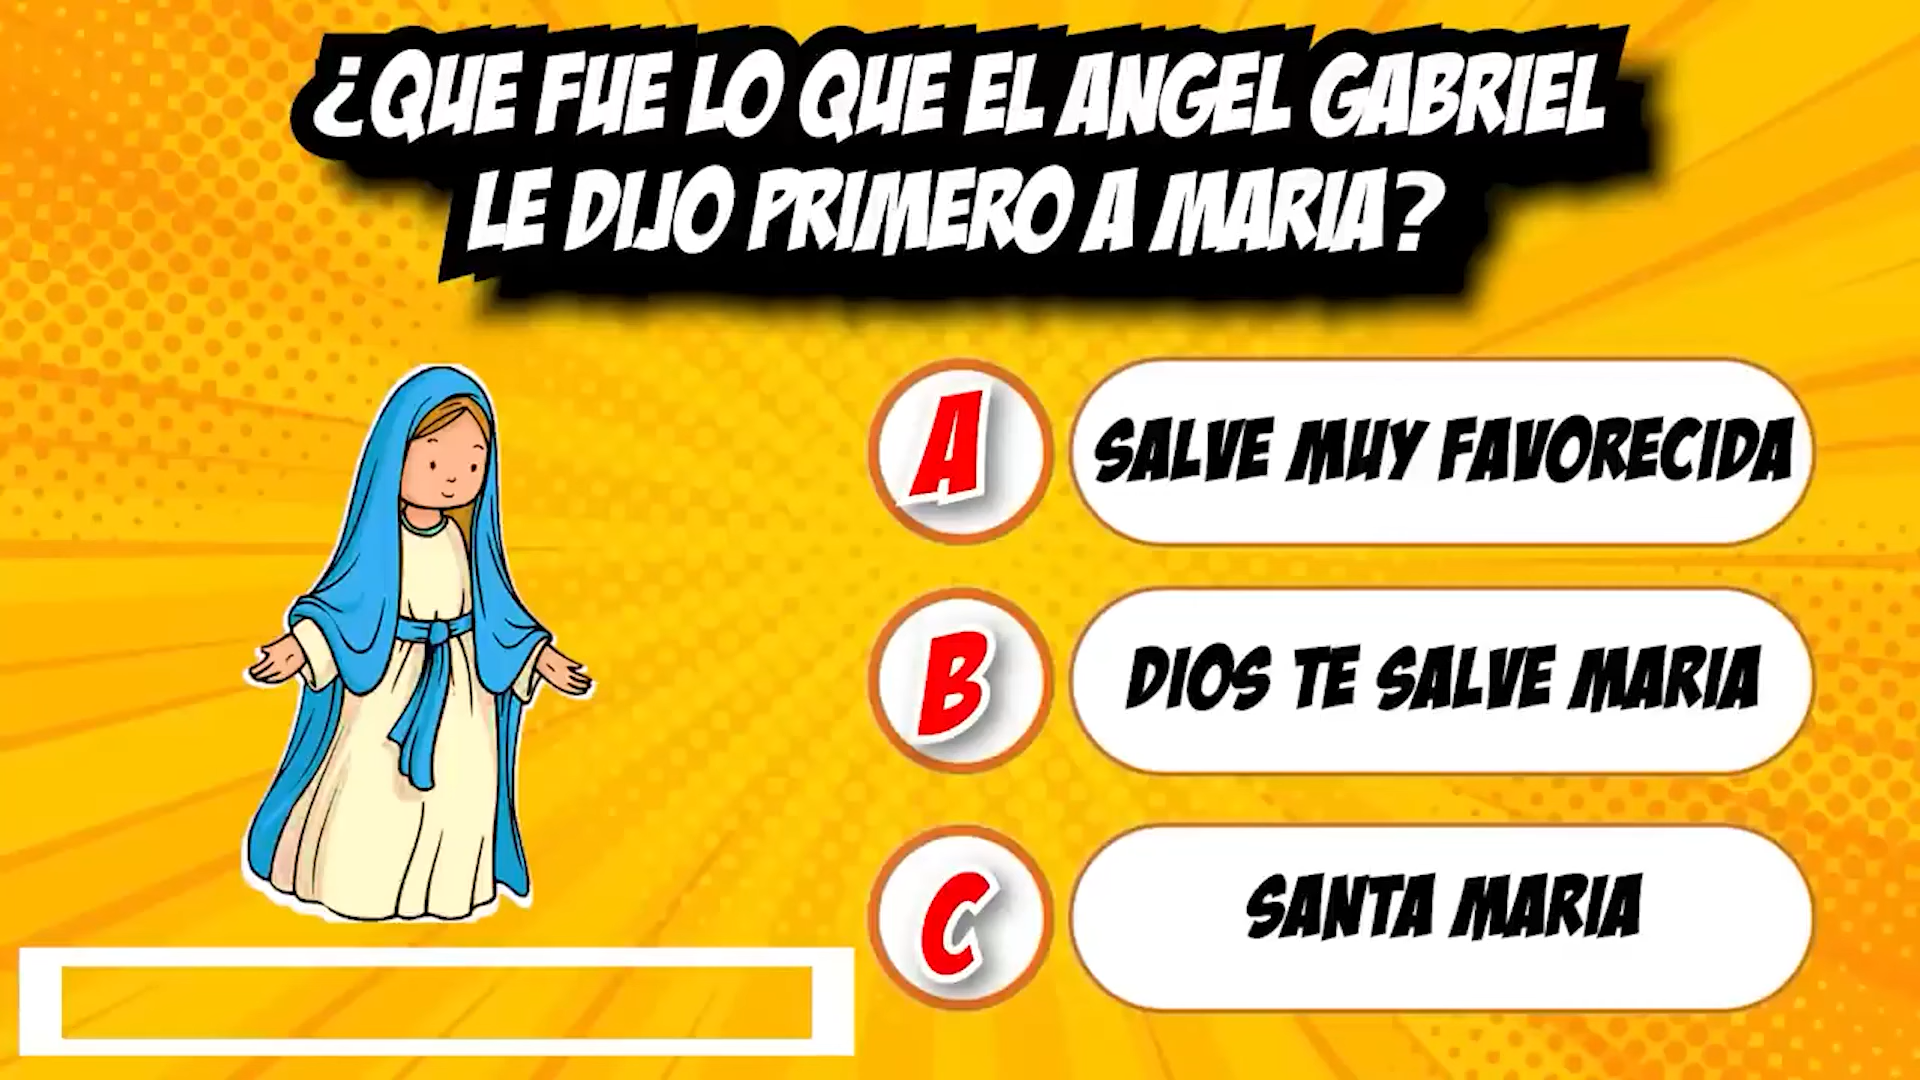 ¿QUE FUE LO QUE EL ANGEL GABRIEL
LE DIJO PRIMERO A MARIA?
A
SALVE MUY FAVORECIDA
B
DIOS TE SALVE MARIA
C
SANTA MARIA